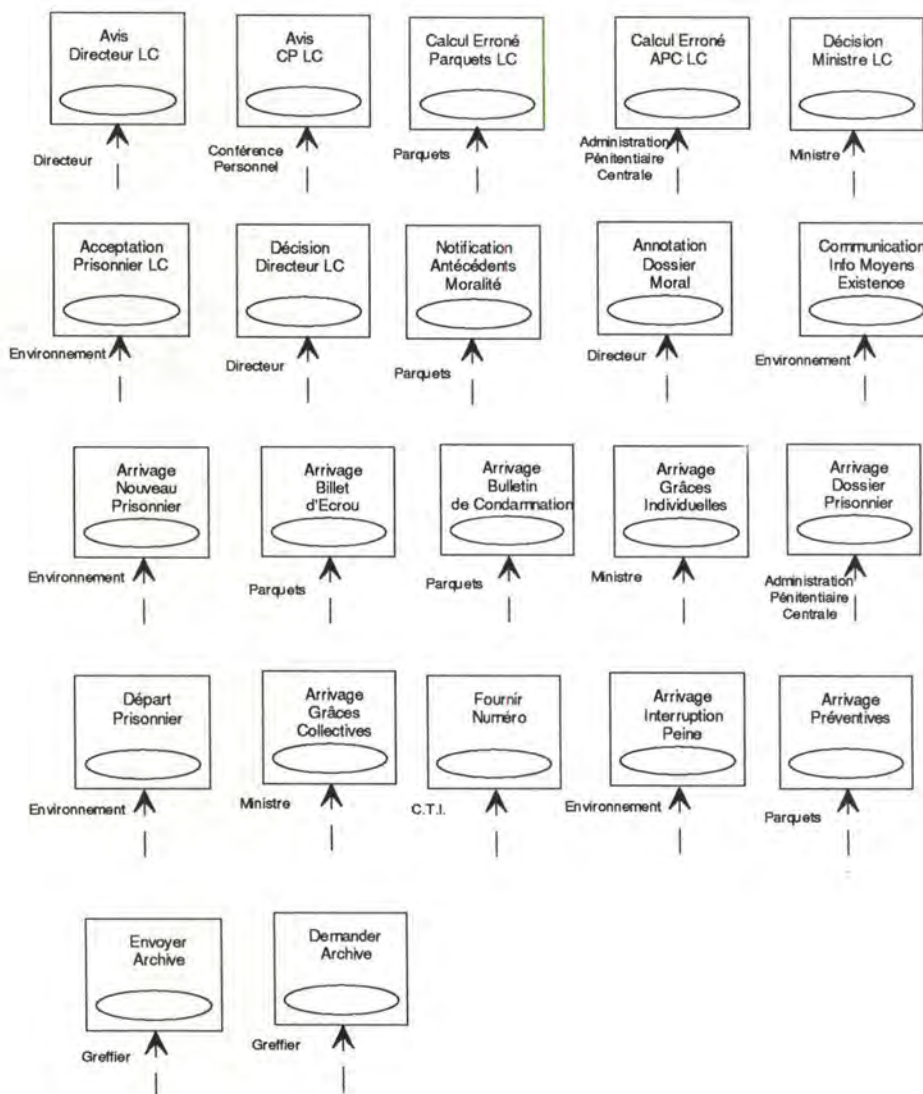 Avis
Directeur LC
Directeur
Avis
CP LC
Conférence
Personnel
Calcul Erroné
Parquets LC
Parquets
Calcul Erroné
APC LC
Administration
Pénitentiaire
Centrale
Décision
Ministre LC
Ministre
Acceptation
Prisonnier LC
Environnement
Décision
Directeur LC
Directeur
Notification
Antécédents
Moralité
Parquets
Annotation
Dossier
Moral
Directeur
Communication
Info Moyens
Existence
Environnement
Arrivage
Nouveau
Prisonnier
Environnement
Arrivage
Billet
d'Ecrou
Parquets
Arrivage
Bulletin
de Condamnation
Parquets
Arrivage
Grâces
Individuelles
Ministre
Arrivage
Dossier
Prisonnier
Administration
Pénitentiaire
Centrale
Départ
Prisonnier
Environnement
Arrivage
Grâces
Collectives
Ministre
Fournir
Numéro
C.T.I.
Arrivage
Interruption
Peine
Environnement
Arrivage
Préventives
Parquets
Envoyer
Archive
Greffier
Demander
Archive
Greffier